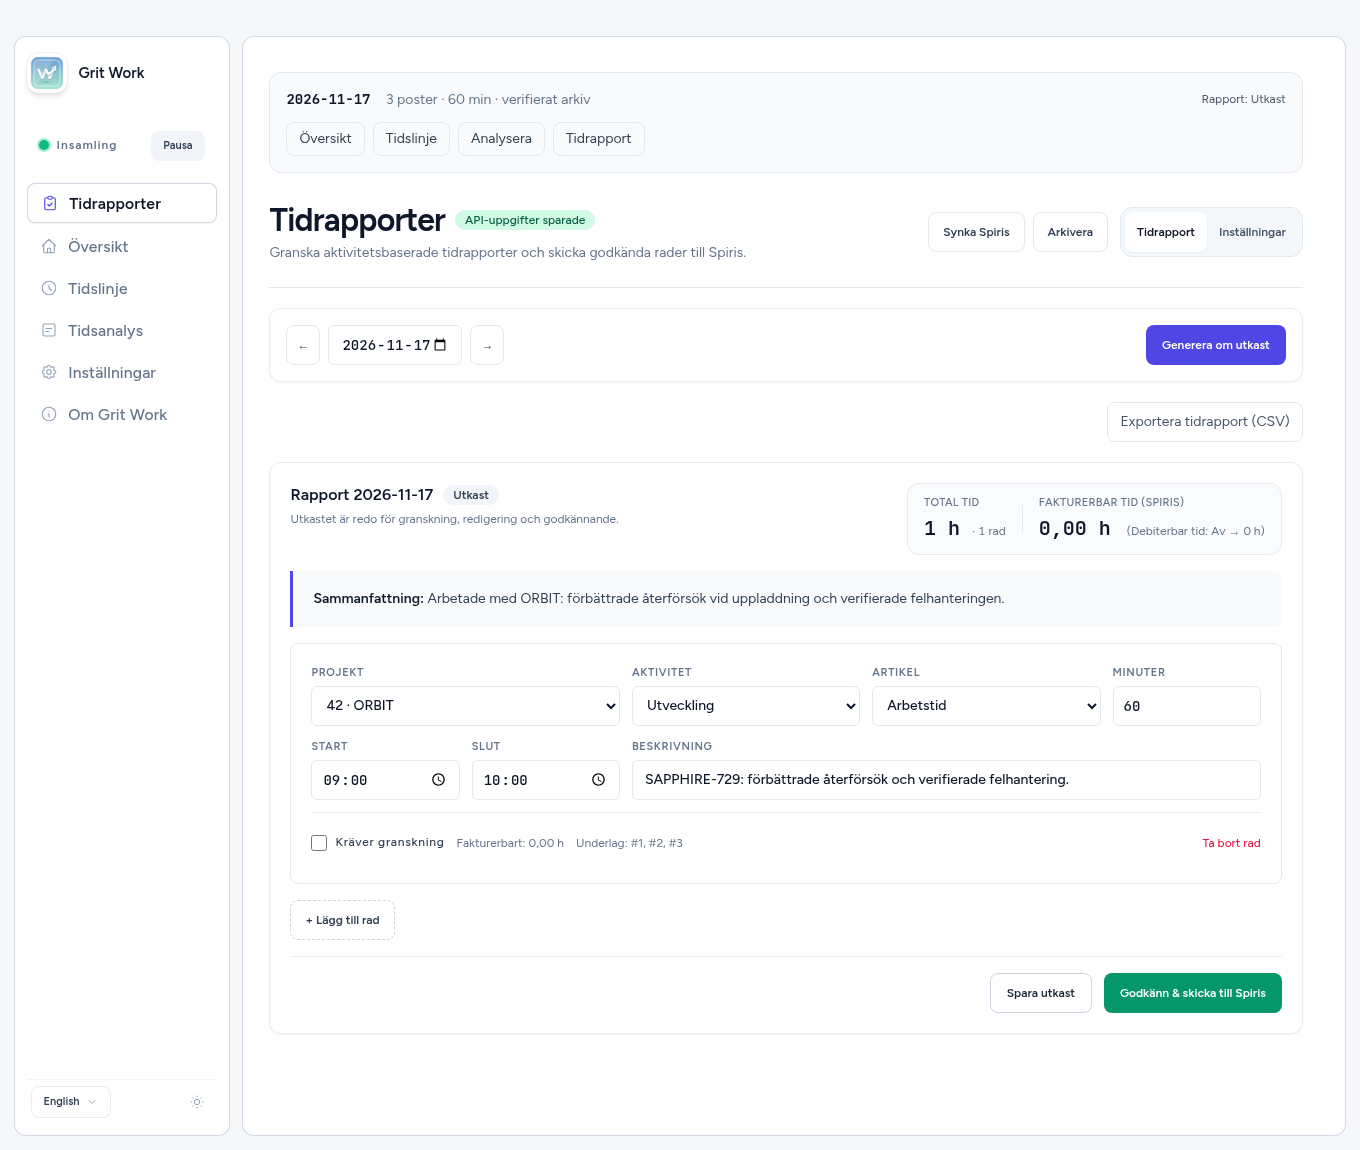 Grit Work
Insamling
Pausa
Tidrapporter
Översikt
Tidslinje
Tidsanalys
Inställningar
Om Grit Work
English
2026-11-17 3 poster · 60 min · verifierat arkiv
Rapport: Utkast
Översikt Tidslinje Analysera Tidrapport
Tidrapporter API-uppgifter sparade
Granska aktivitetsbaserade tidrapporter och skicka godkända rader till Spiris.
Synka Spiris Arkivera Tidrapport Inställningar
← 2026-11-17 →
Generera om utkast
Exportera tidrapport (CSV)
Rapport 2026-11-17 Utkast
Utkastet är redo för granskning, redigering och godkännande.
TOTAL TID
1 h · 1 rad
FAKTURERBAR TID (SPIRIS)
0,00 h (Debiterbar tid: Av → 0 h)
Sammanfattning: Arbetade med ORBIT: förbättrade återförsök vid uppladdning och verifierade felhanteringen.
PROJEKT AKTIVITET ARTIKEL MINUTER
42 · ORBIT Utveckling Arbetstid 60
START SLUT BESKRIVNING
09:00 10:00 SAPPHIRE-729: förbättrade återförsök och verifierade felhantering.
Kräver granskning Fakturerbart: 0,00 h Underlag: #1, #2, #3
Ta bort rad
+ Lägg till rad
Spara utkast Godkänn & skicka till Spiris